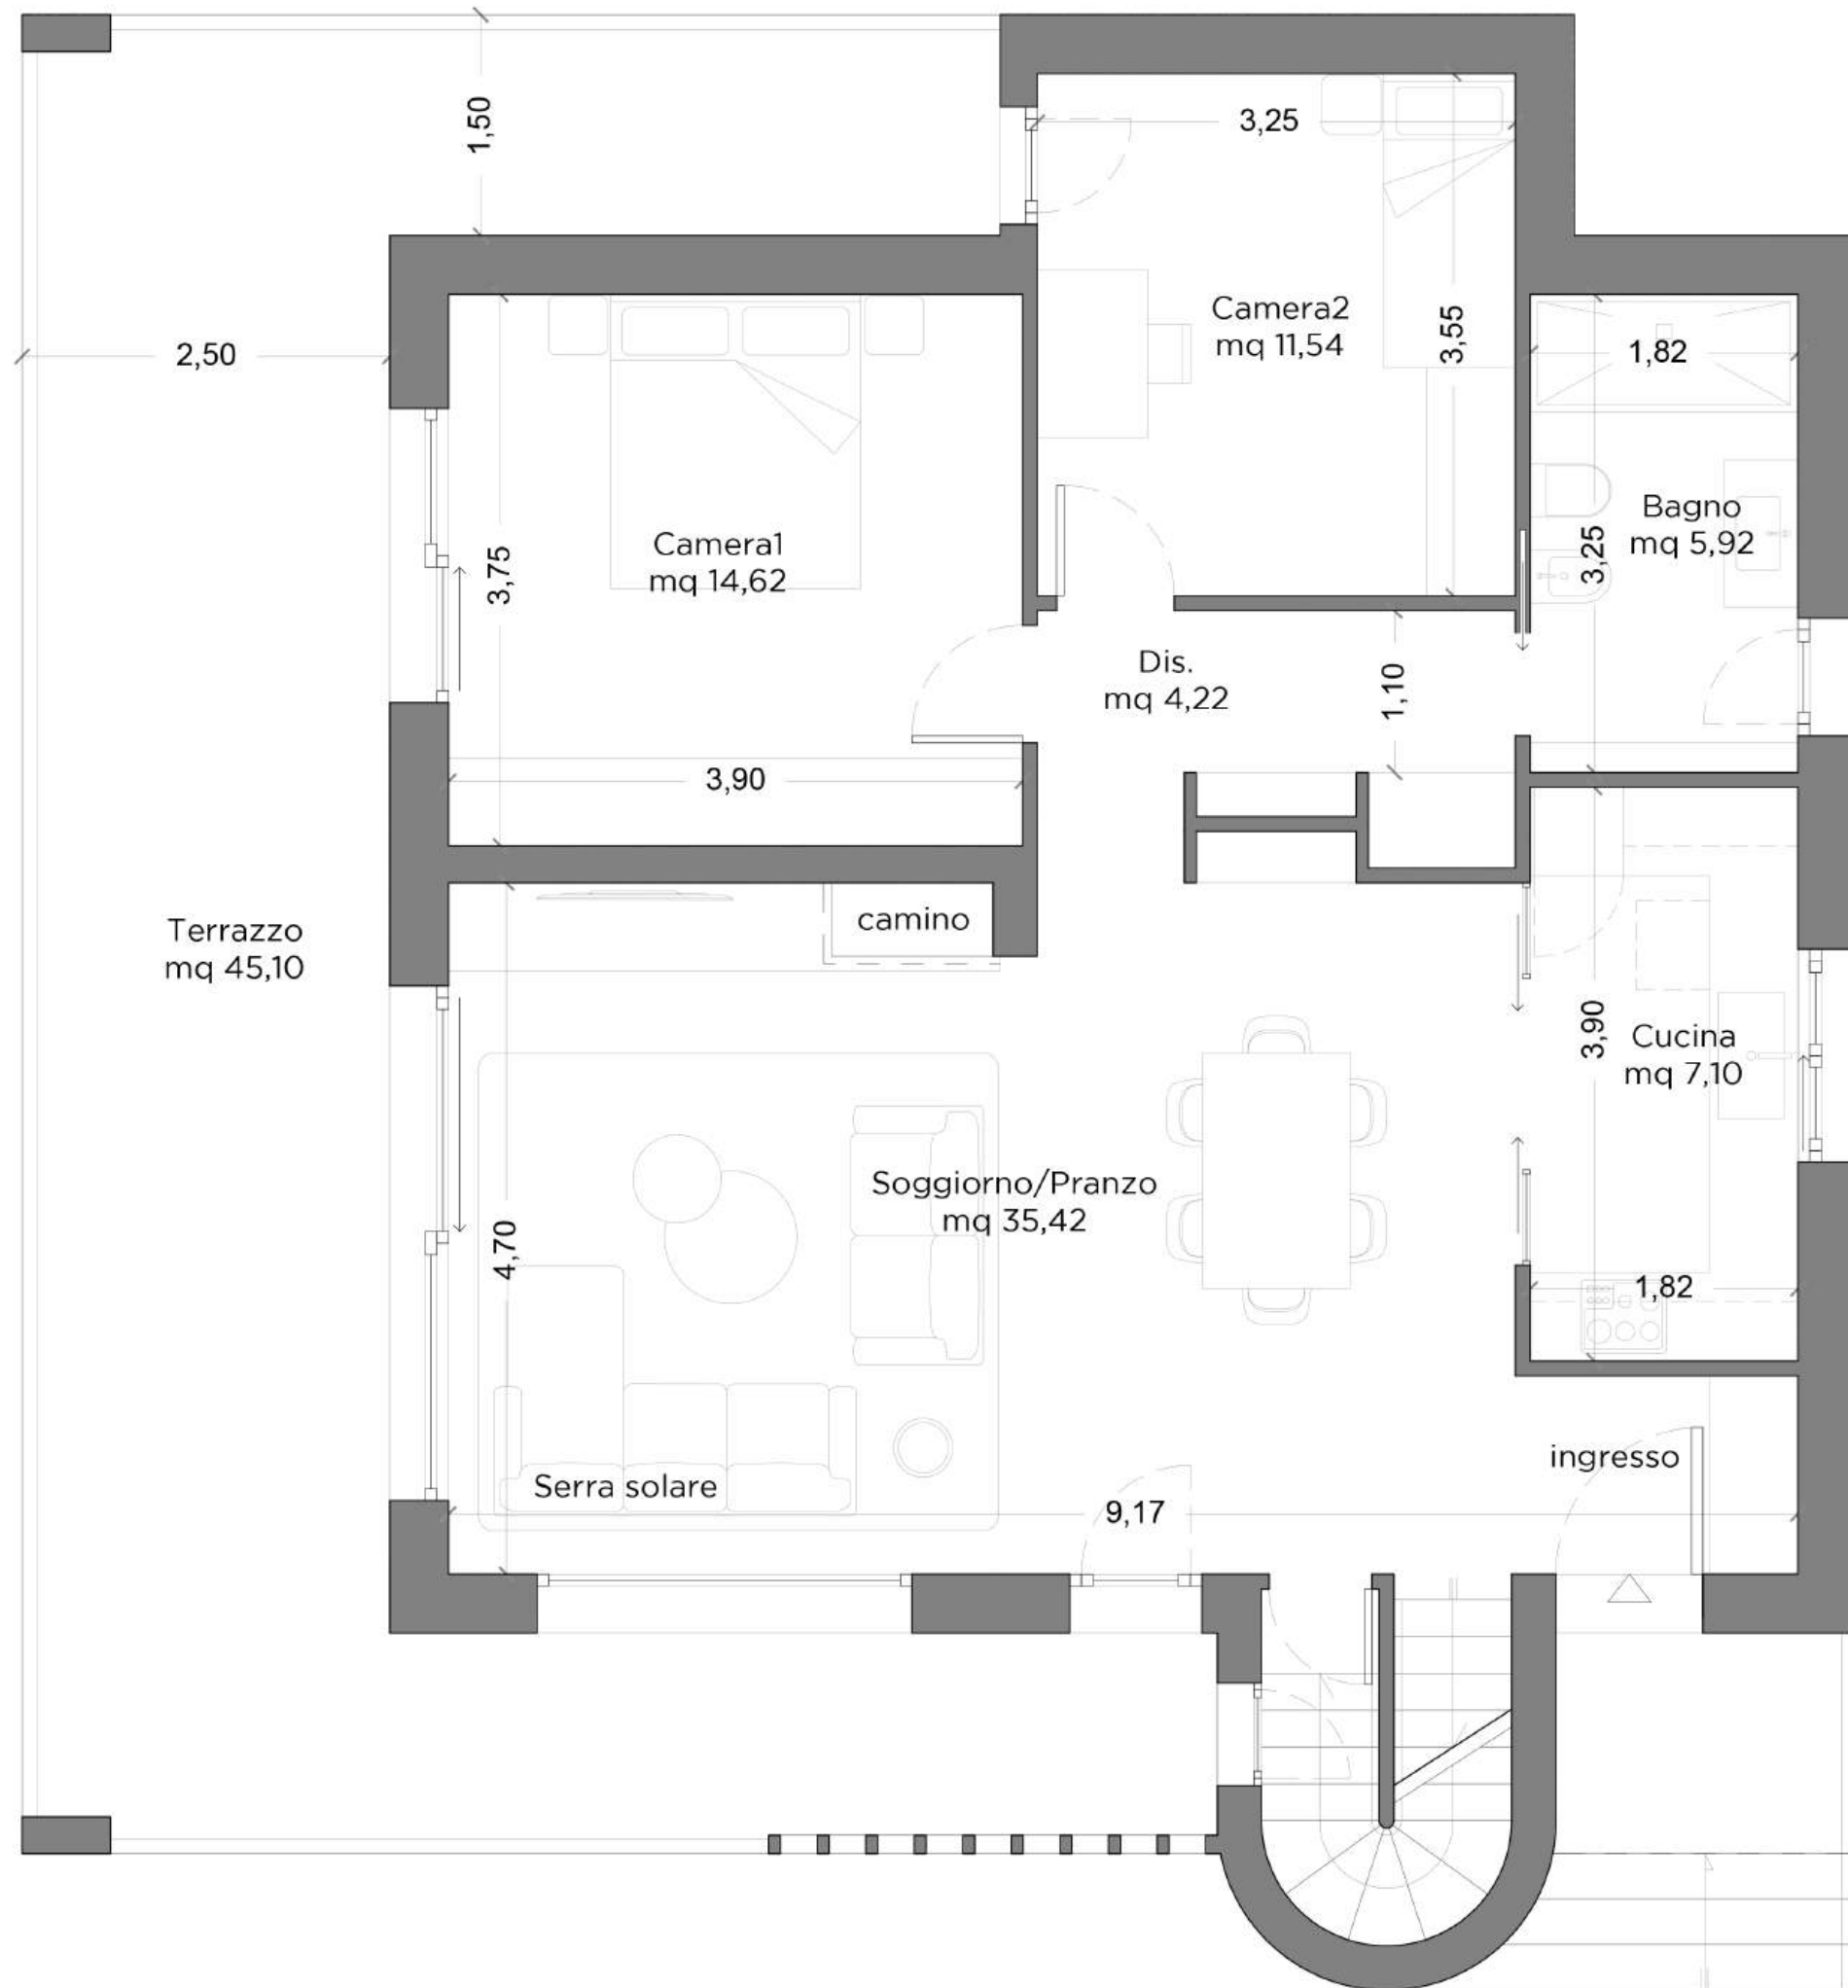 1,50
3,25
2,50
Camera2
mq 11,54
3,55
1,82
Camera1
mq 14,62
3,75
Bagno
mq 5,92
3,25
Dis.
mq 4,22
1,10
3,90
Terrazzo
mq 45,10
camino
3,90
Cucina
mq 7,10
Soggiorno/Pranzo
mq 35,42
4,70
1,82
ingresso
Serra solare
9,17